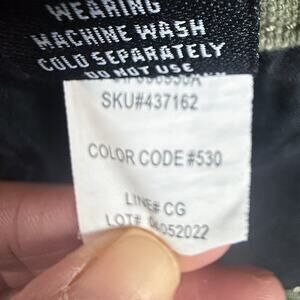 WEARING
MACHINE WASH
COLD SEPARATELY
DO NOT USE
SKU#437162
COLOR CODE#530
LINE# CG
LOT# 04052022